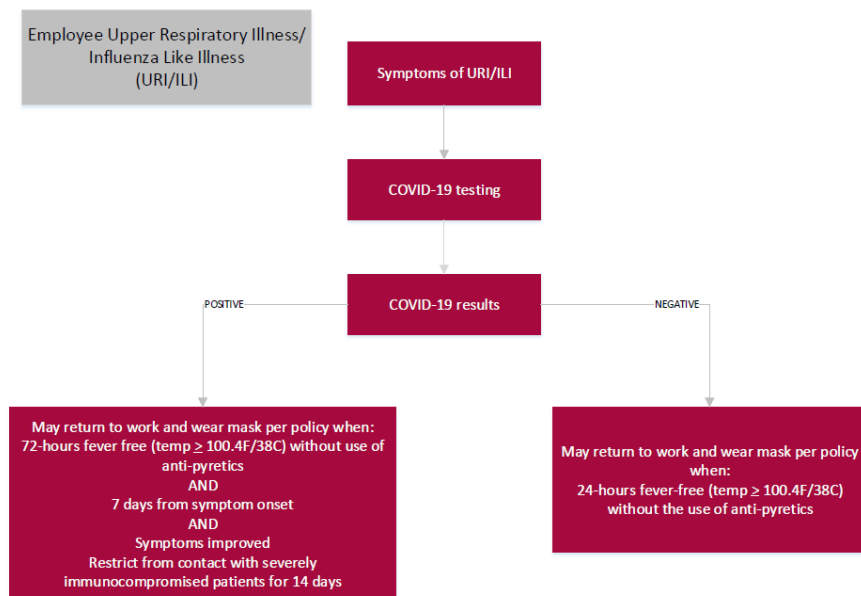 Employee Upper Respiratory Illness/
Influenza Like Illness
(URI/ILI)
Symptoms of URI/ILI
COVID-19 testing
COVID-19 results
POSITIVE
NEGATIVE
May return to work and wear mask per policy when:
72-hours fever free (temp ≥ 100.4F/38C) without use of
anti-pyretics
AND
7 days from symptom onset
AND
Symptoms improved
Restrict from contact with severely
immunocompromised patients for 14 days
May return to work and wear mask per policy
when:
24-hours fever-free (temp ≥ 100.4F/38C)
without the use of anti-pyretics